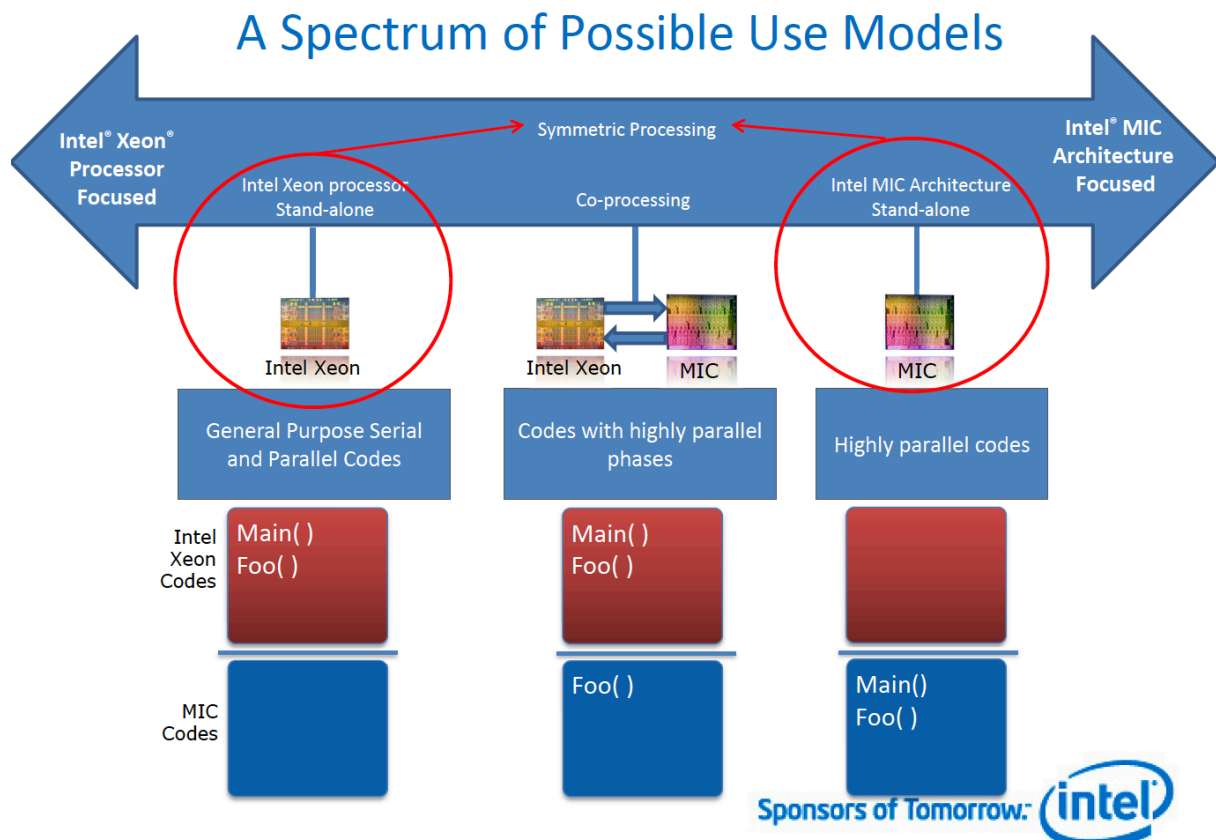 A Spectrum of Possible Use Models
Symmetric Processing
Intel® Xeon®
Processor
Focused
Intel Xeon processor
Stand-alone
Co-processing
Intel MIC Architecture
Stand-alone
Intel® MIC
Architecture
Focused
Intel Xeon
Intel Xeon
MIC
MIC
General Purpose Serial
and Parallel Codes
Codes with highly parallel
phases
Highly parallel codes
Intel
Xeon
Codes
Main( )
Foo( )
Main( )
Foo( )
MIC
Codes
Foo( )
Main()
Foo( )
Sponsors of Tomorrow.™
intel